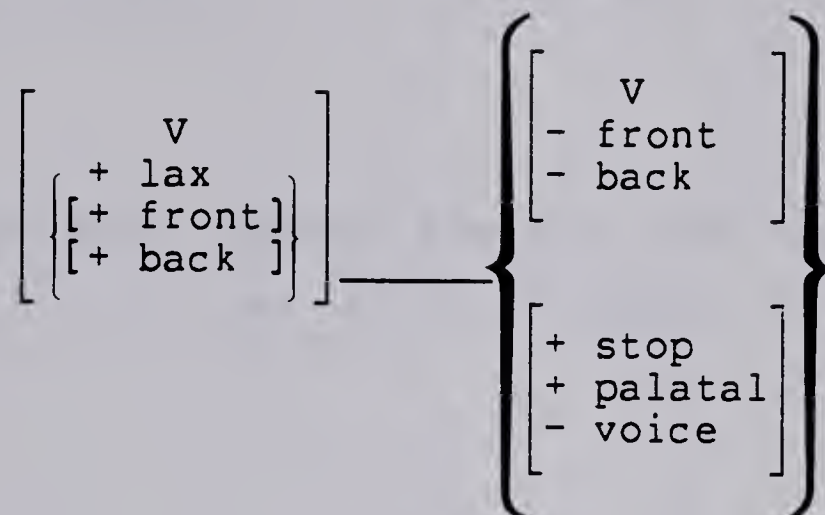 V
+ lax
[+ front]
[+ back ]
V
- front
- back
+ stop
+ palatal
- voice